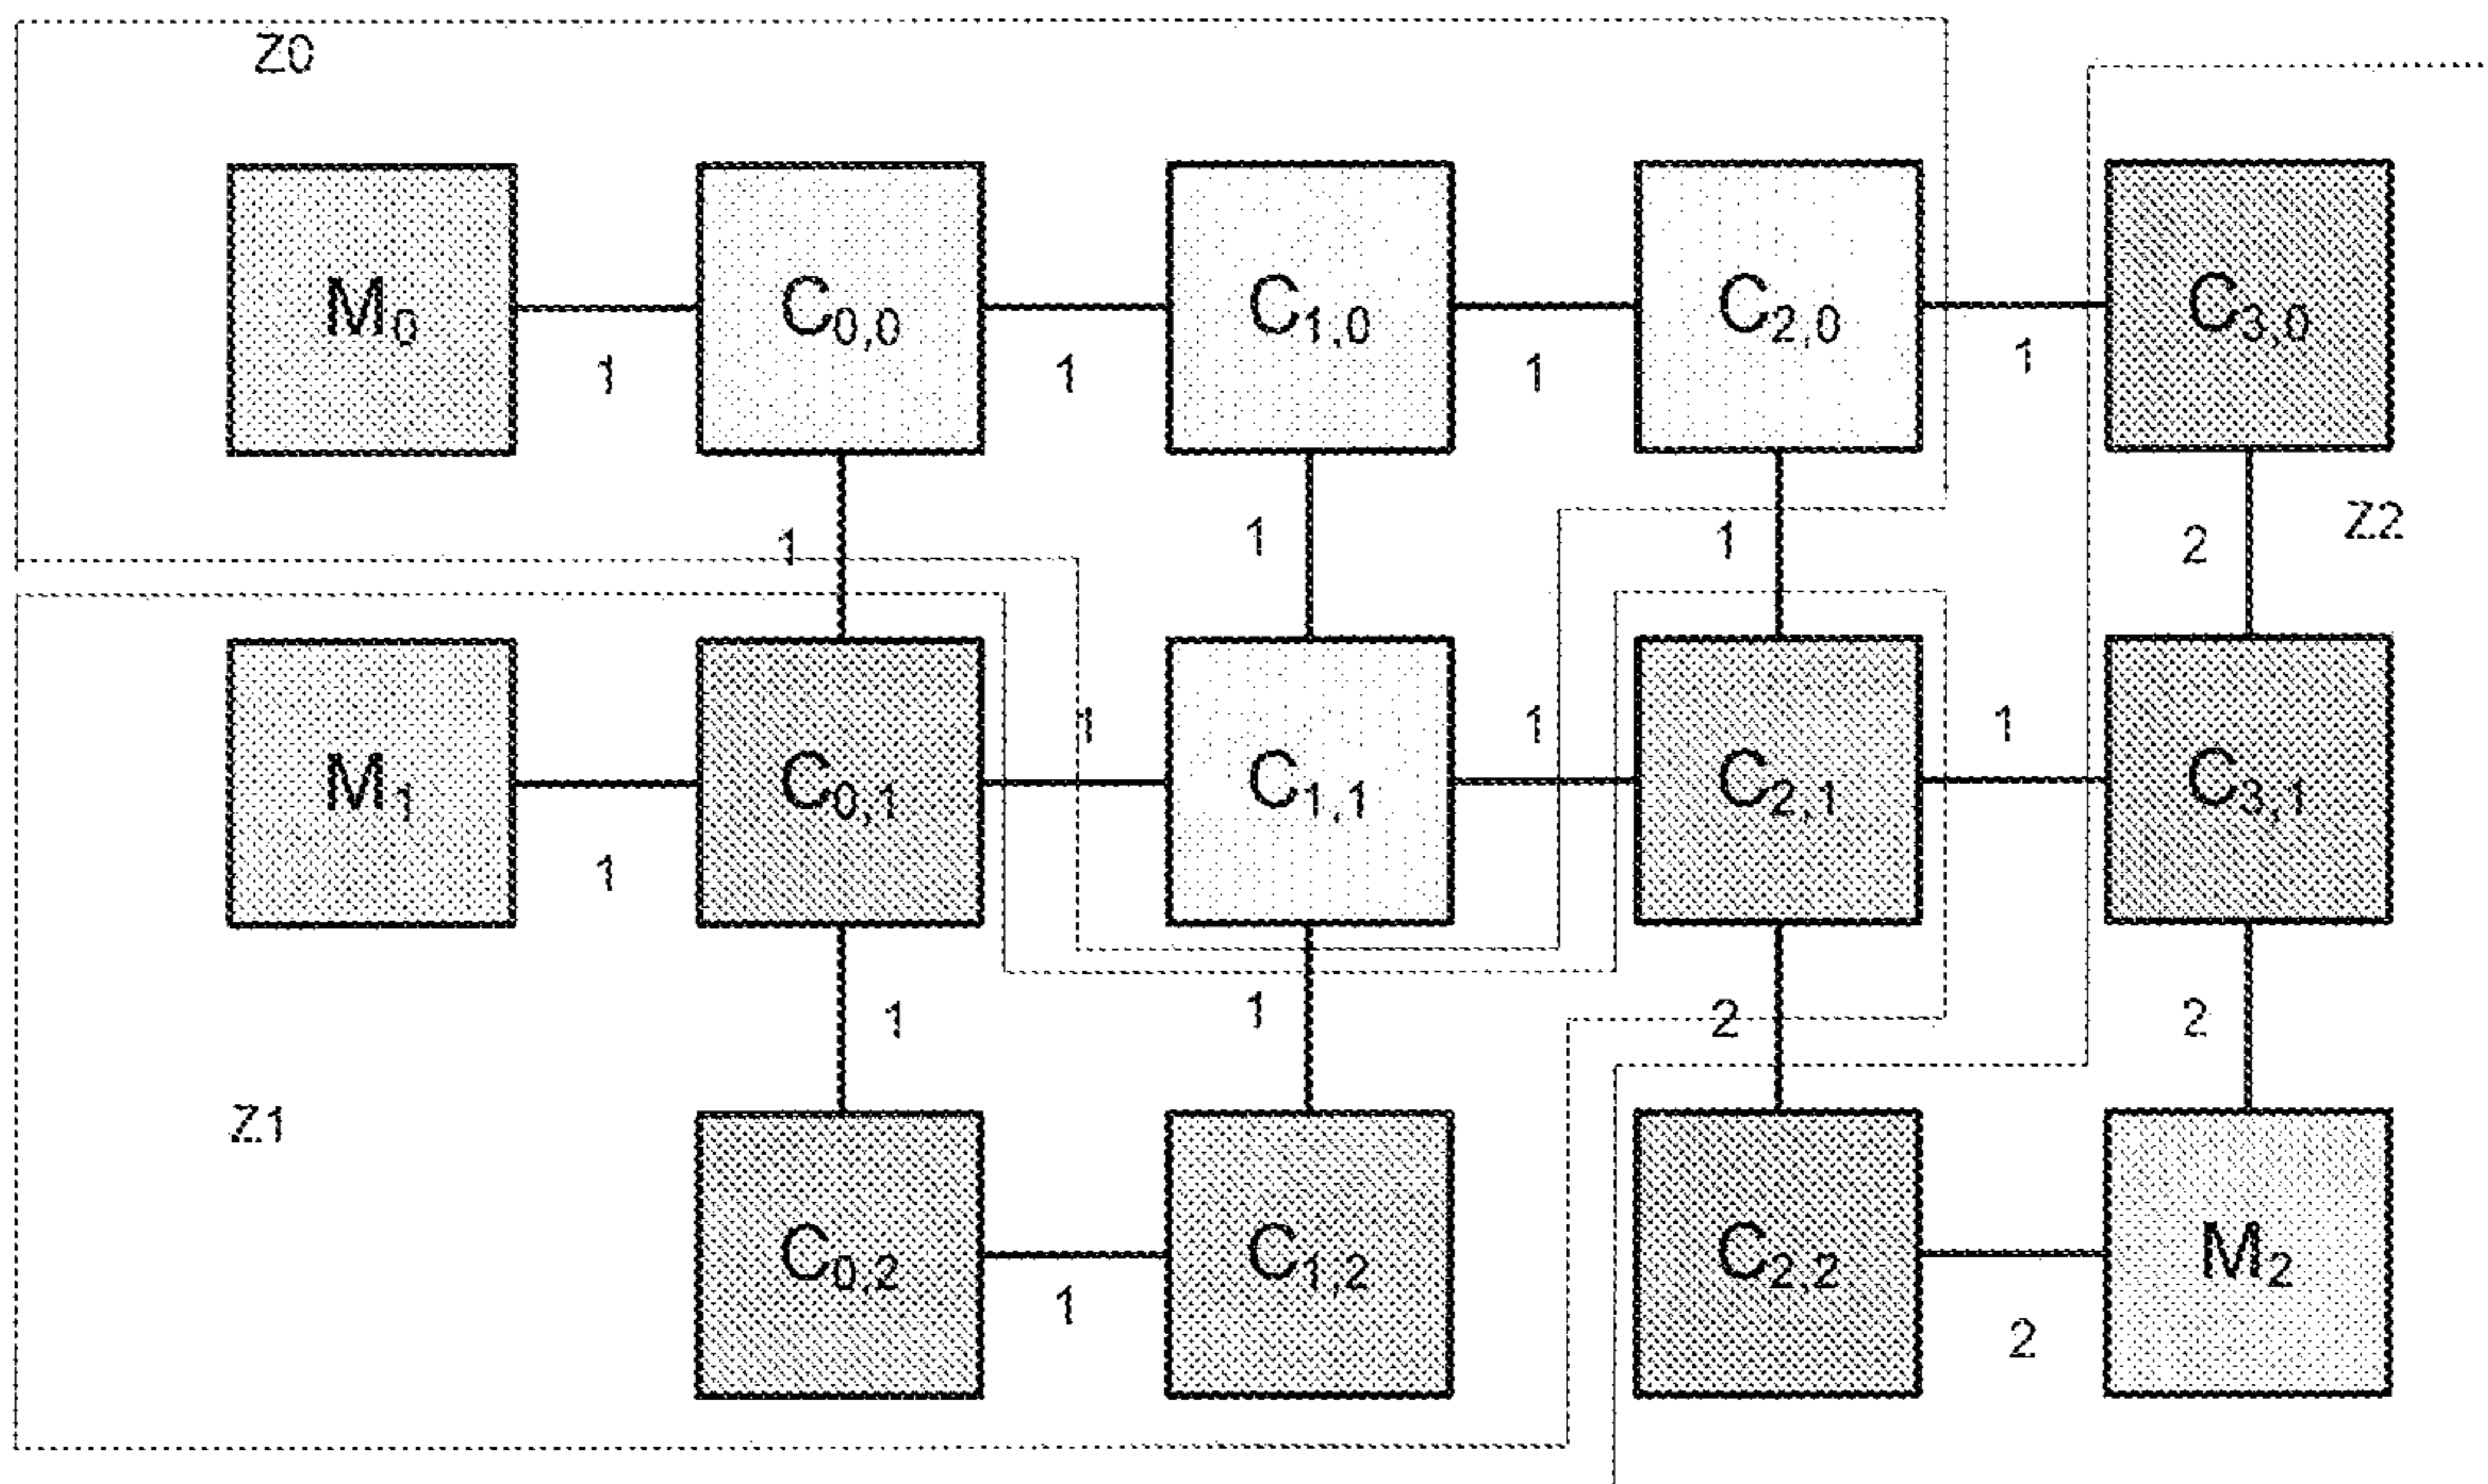 Z0
M0 C0,0 C1,0 C2,0 C3,0
1 1 1 1
1 1 1 2 Z2
1 1 1
M1 C0,1 C1,1 C2,1 C3,1
1
1 1 2 2
Z1
C0,2 C1,2 C2,2 M2
1 2